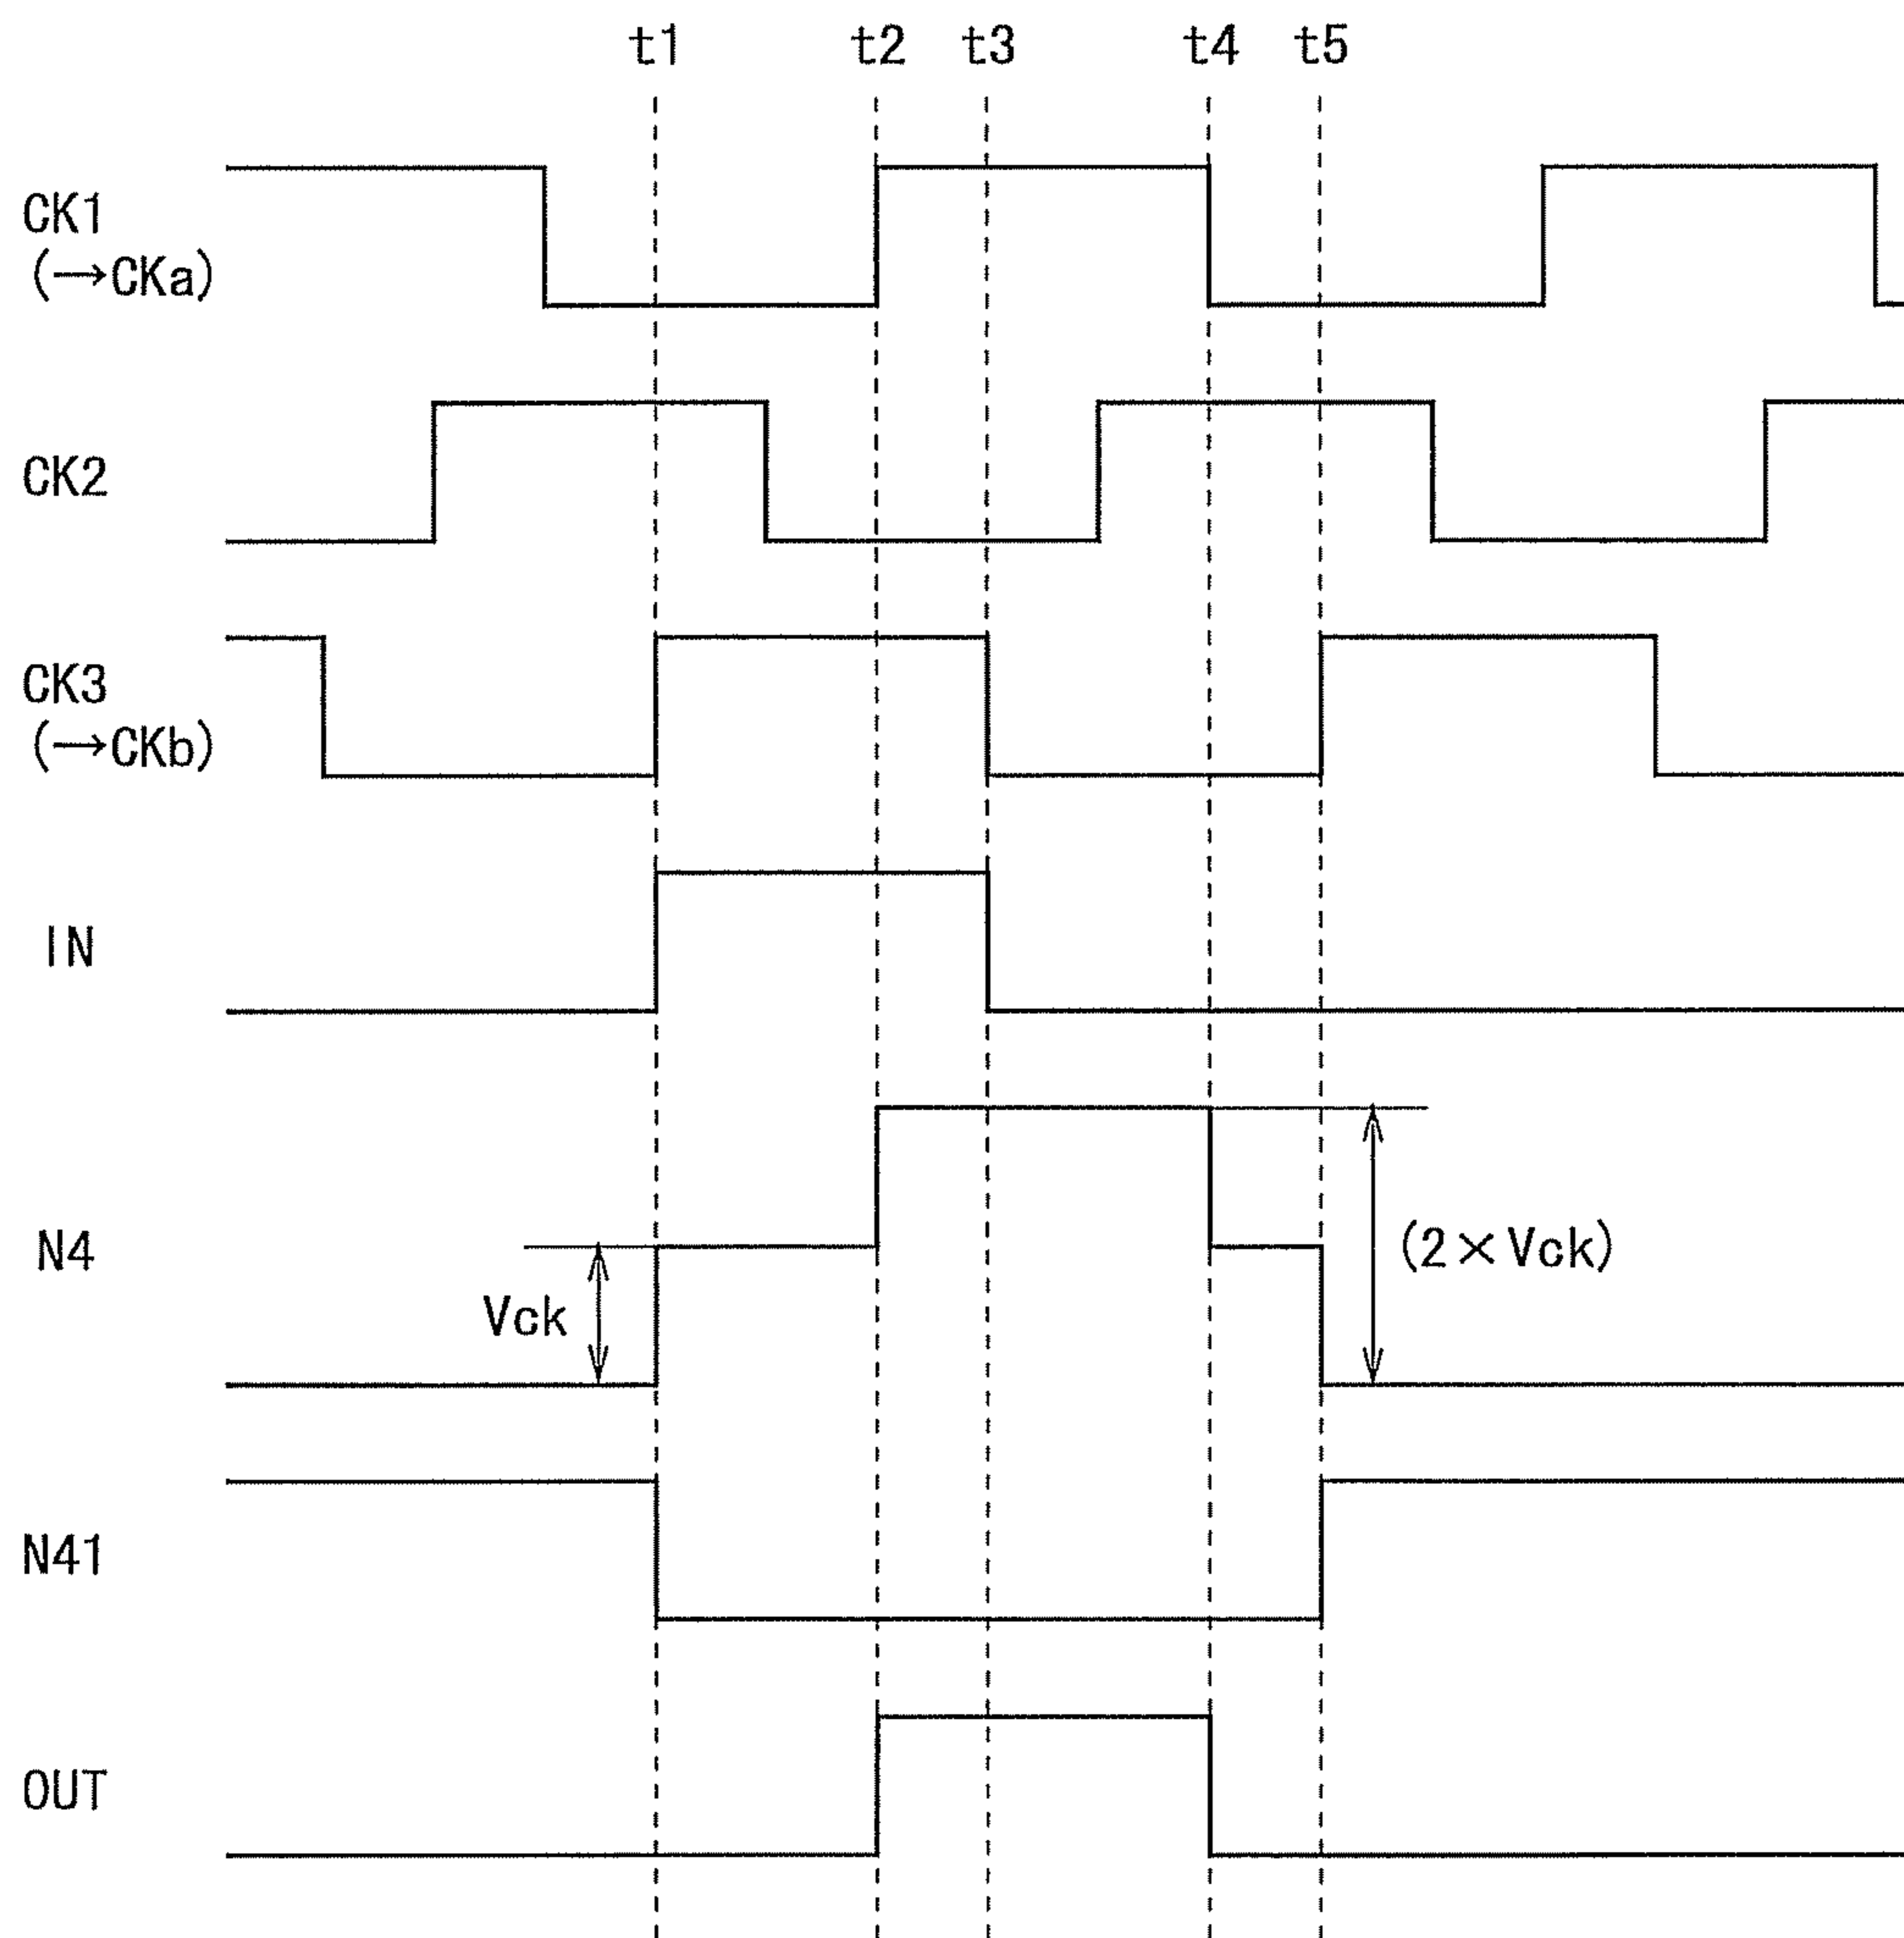 t1 t2 t3 t4 t5
CK1
(→CKa)
CK2
CK3
(→CKb)
IN
N4
Vck
(2×Vck)
N41
OUT